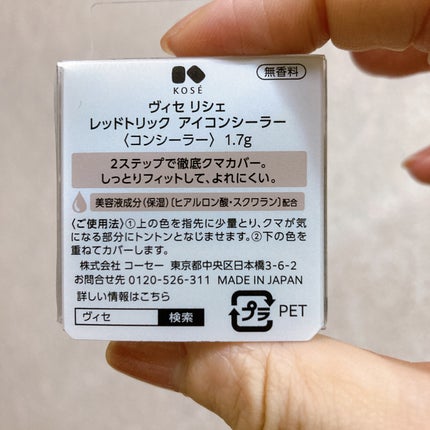 KOSÉ
無香料
ヴィセ リシェ
レッドトリック アイコンシーラー
〈コンシーラー〉 1.7g
2ステップで徹底クマカバー。
しっとりフィットして、よれにくい。
美容液成分(保湿)[ヒアルロン酸・スクワラン]配合
〈ご使用法〉①上の色を指先に少量とり、クマが気
になる部分にトントンとなじませます。②下の色を
重ねてカバーします。
株式会社 コーセー 東京都中央区日本橋3-6-2
お問合せ先 0120-526-311 MADE IN JAPAN
詳しい情報はこちら
ヴィセ 検索
プラ PET